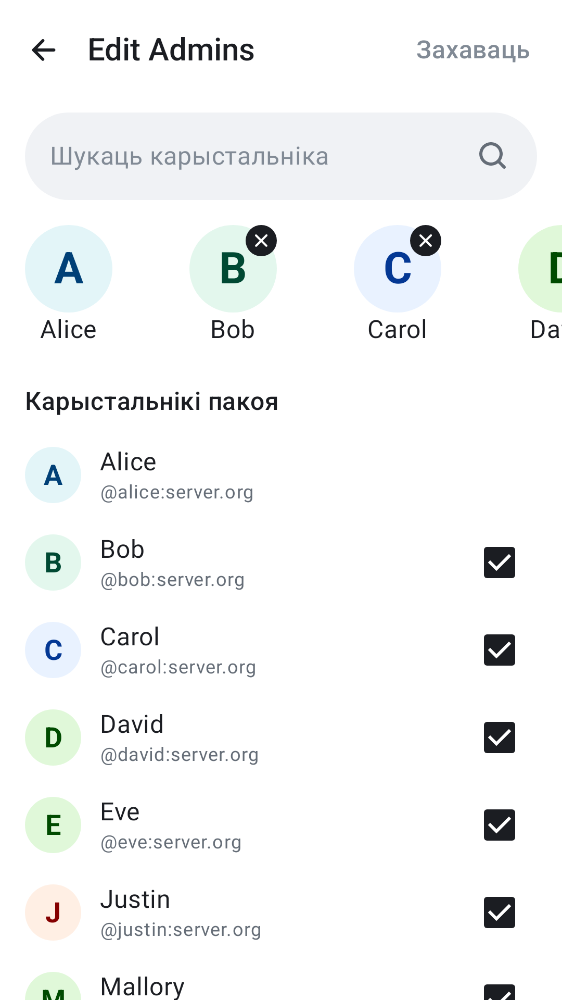 Edit Admins
Захаваць
Шукаць карыстальніка
A
B
C
D
Alice
Bob
Carol
Da
Карыстальнікі пакоя
A
Alice
@alice:server.org
B
Bob
@bob:server.org
C
Carol
@carol:server.org
D
David
@david:server.org
E
Eve
@eve:server.org
J
Justin
@justin:server.org
M
Mallory